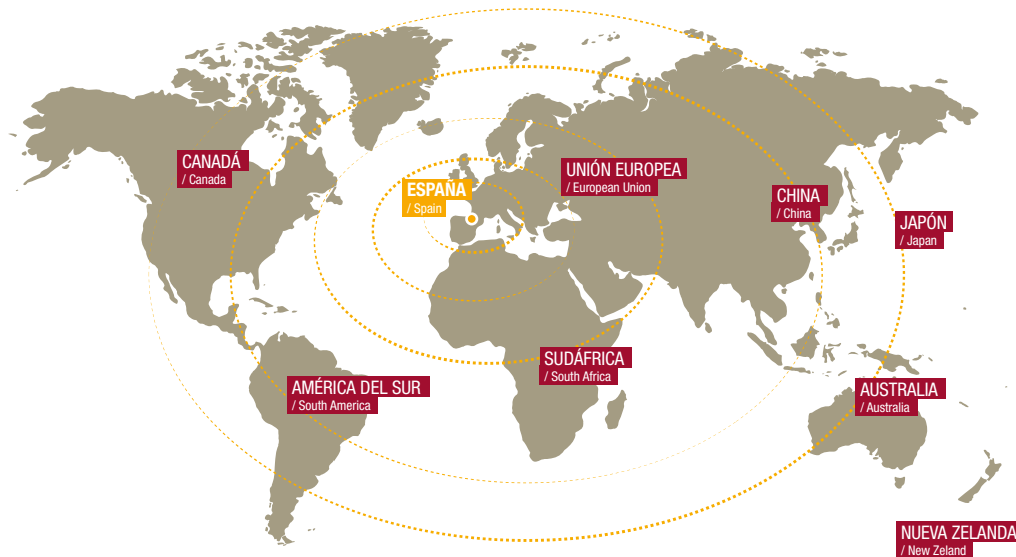 CANADÁ
/ Canada
ESPAÑA
/ Spain
UNIÓN EUROPEA
/ European Union
CHINA
/ China
JAPÓN
/ Japan
SUDÁFRICA
/ South Africa
AMÉRICA DEL SUR
/ South America
AUSTRALIA
/ Australia
NUEVA ZELANDA
/ New Zeland